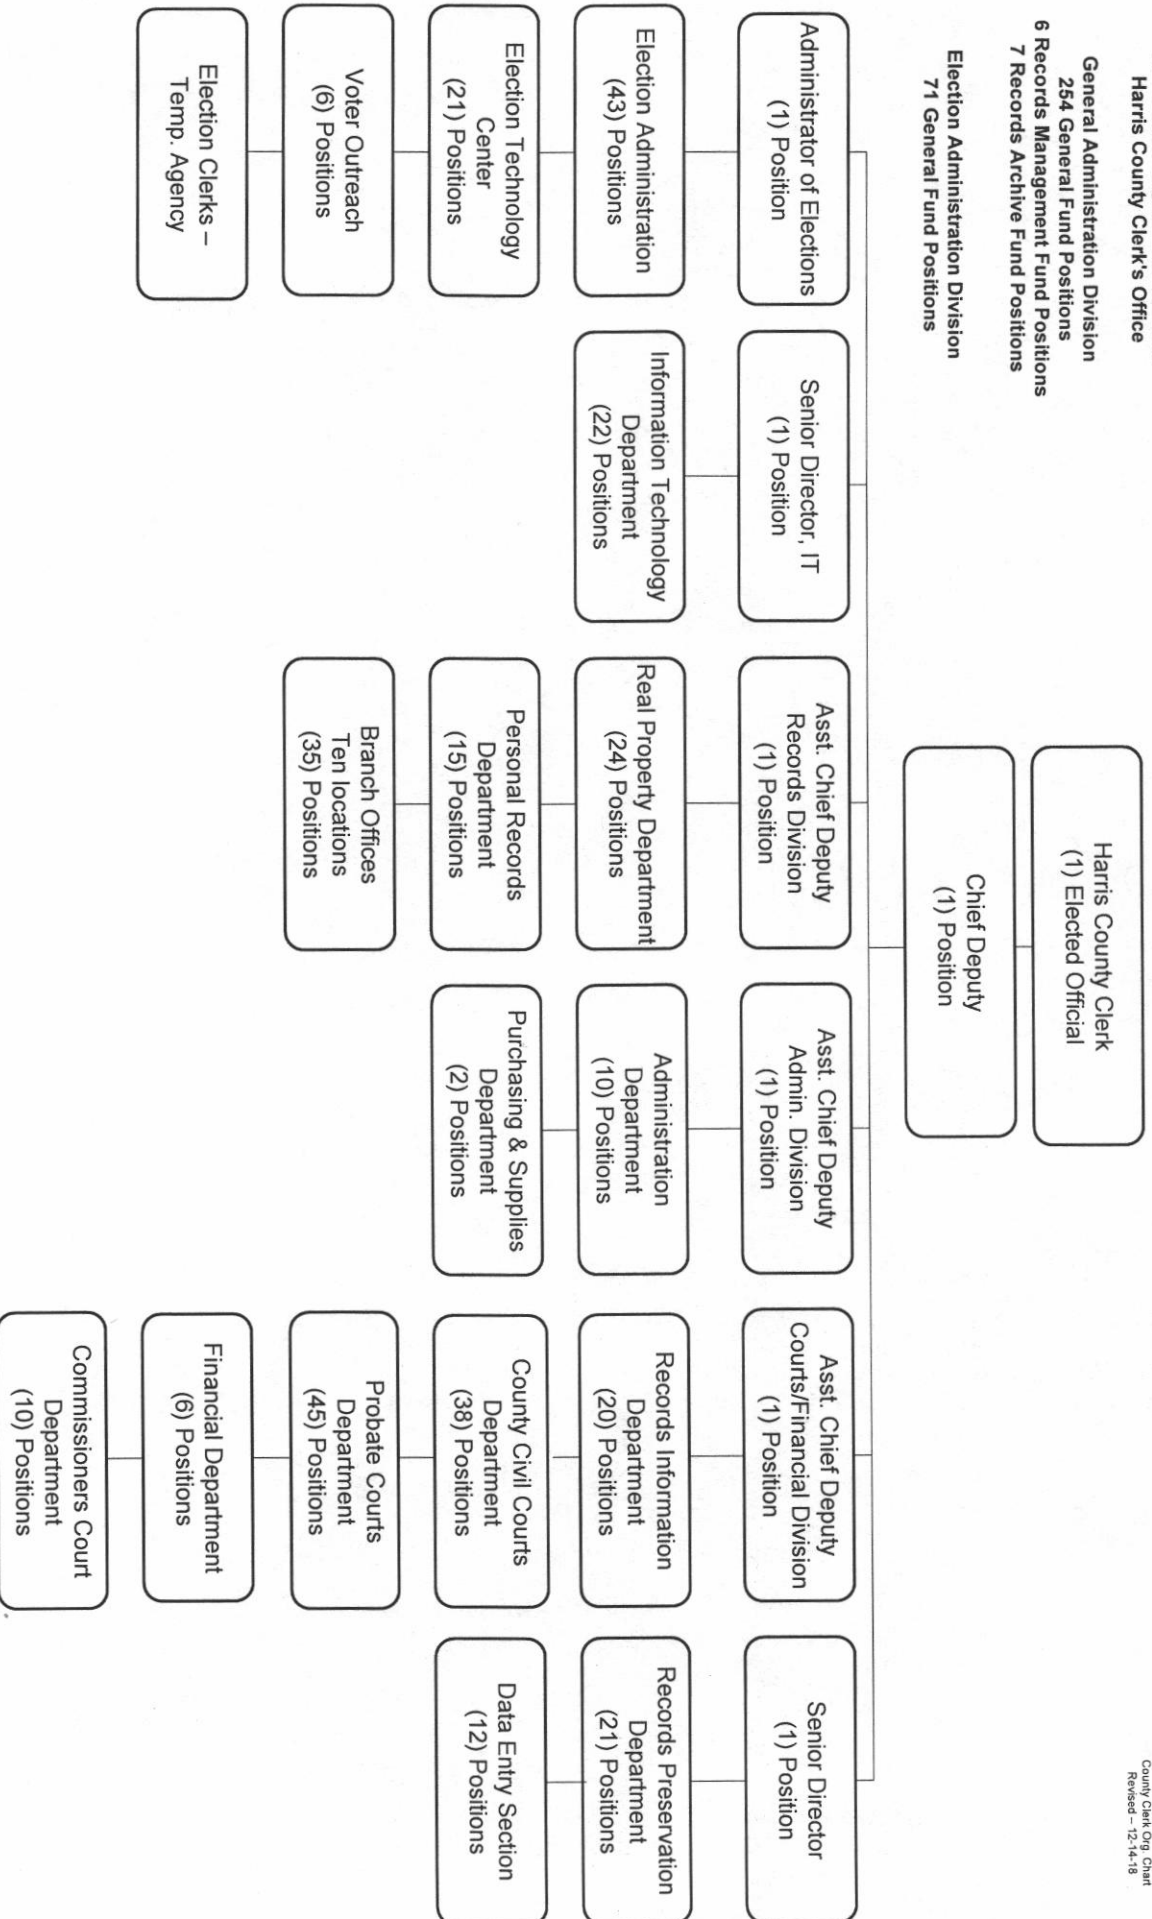 Harris County Clerk's Office
General Administration Division
254 General Fund Positions
6 Records Management Fund Positions
7 Records Archive Fund Positions
Election Administration Division
71 General Fund Positions
County Clerk Org. Chart
Revised – 12-14-18
Harris County Clerk
(1) Elected Official
Chief Deputy
(1) Position
Administrator of Elections
(1) Position
Election Administration
(43) Positions
Election Technology
Center
(21) Positions
Voter Outreach
(6) Positions
Election Clerks –
Temp. Agency
Senior Director, IT
(1) Position
Information Technology
Department
(22) Positions
Asst. Chief Deputy
Records Division
(1) Position
Real Property Department
(24) Positions
Personal Records
Department
(15) Positions
Branch Offices
Ten locations
(35) Positions
Asst. Chief Deputy
Admin. Division
(1) Position
Administration
Department
(10) Positions
Purchasing & Supplies
Department
(2) Positions
Asst. Chief Deputy
Courts/Financial Division
(1) Position
Records Information
Department
(20) Positions
County Civil Courts
Department
(38) Positions
Probate Courts
Department
(45) Positions
Financial Department
(6) Positions
Commissioners Court
Department
(10) Positions
Senior Director
(1) Position
Records Preservation
Department
(21) Positions
Data Entry Section
(12) Positions